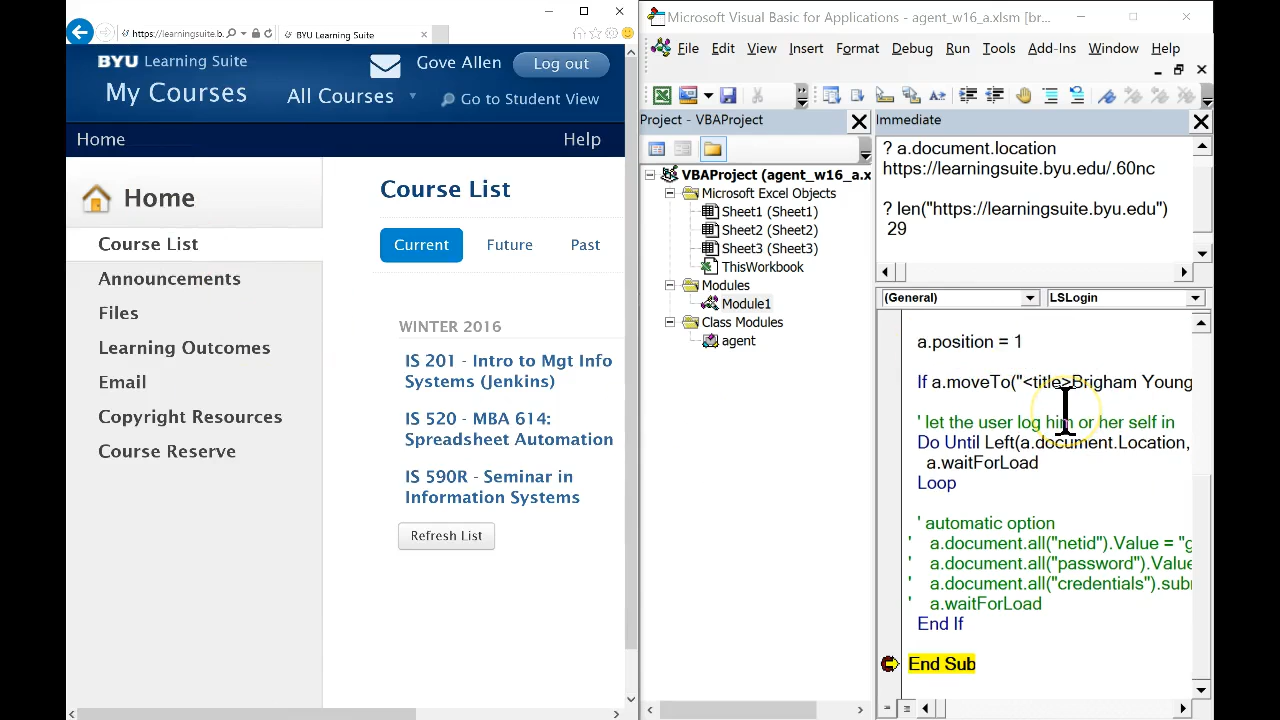 https://learningsuite.b.
BYU Learning Suite
BYU Learning Suite
Gove Allen
Log out
My Courses
All Courses
Go to Student View
Home
Help
Home
Course List
Announcements
Files
Learning Outcomes
Email
Copyright Resources
Course Reserve
Course List
Current
Future
Past
WINTER 2016
IS 201 - Intro to Mgt Info
Systems (Jenkins)
IS 520 - MBA 614:
Spreadsheet Automation
IS 590R - Seminar in
Information Systems
Refresh List
Microsoft Visual Basic for Applications - agent_w16_a.xlsm [br...
File Edit View Insert Format Debug Run Tools Add-Ins Window Help
Project - VBAProject
VBAProject (agent_w16_a.x
Microsoft Excel Objects
Sheet1 (Sheet1)
Sheet2 (Sheet2)
Sheet3 (Sheet3)
ThisWorkbook
Modules
Module1
Class Modules
agent
Immediate
? a.document.location
https://learningsuite.byu.edu/.60nc
? len("https://learningsuite.byu.edu")
29
(General)
LSLogin
a.position = 1
If a.moveTo("<title>Brigham Young
' let the user log him or her self in
Do Until Left(a.document.Location,
a.waitForLoad
Loop
' automatic option
' a.document.all("netid").Value = "g
' a.document.all("password").Value
' a.document.all("credentials").subr
' a.waitForLoad
End If
End Sub